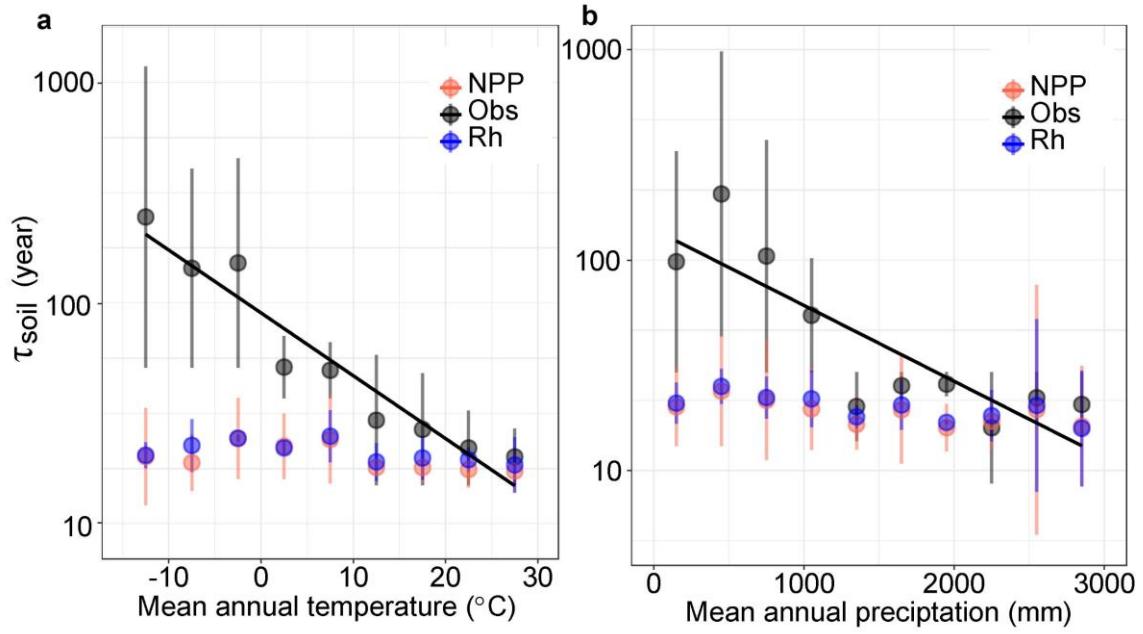 a
τsoil (year)
1000
100
10
NPP
Obs
Rh
-10 0 10 20 30
Mean annual temperature (°C)
b
1000
100
10
NPP
Obs
Rh
0 1000 2000 3000
Mean annual preciptation (mm)